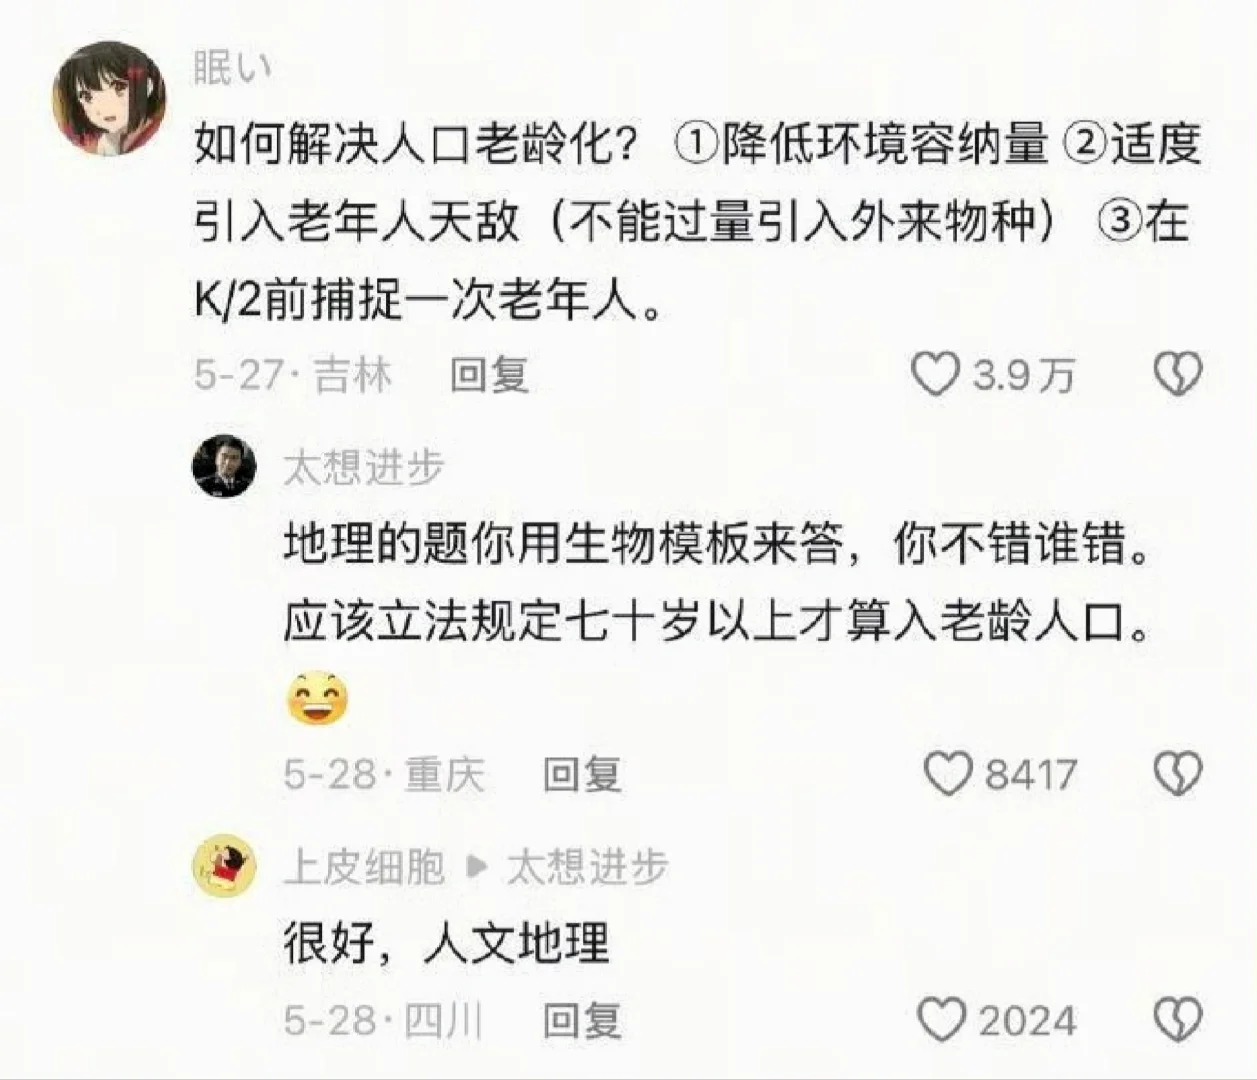 眠い
如何解决人口老龄化？ ①降低环境容纳量 ②适度
引入老年人天敌（不能过量引入外来物种） ③在
K/2前捕捉一次老年人。
5-27·吉林 回复 3.9万
太想进步
地理的题你用生物模板来答，你不错谁错。
应该立法规定七十岁以上才算入老龄人口。
5-28·重庆 回复 8417
上皮细胞 ▸ 太想进步
很好，人文地理
5-28·四川 回复 2024